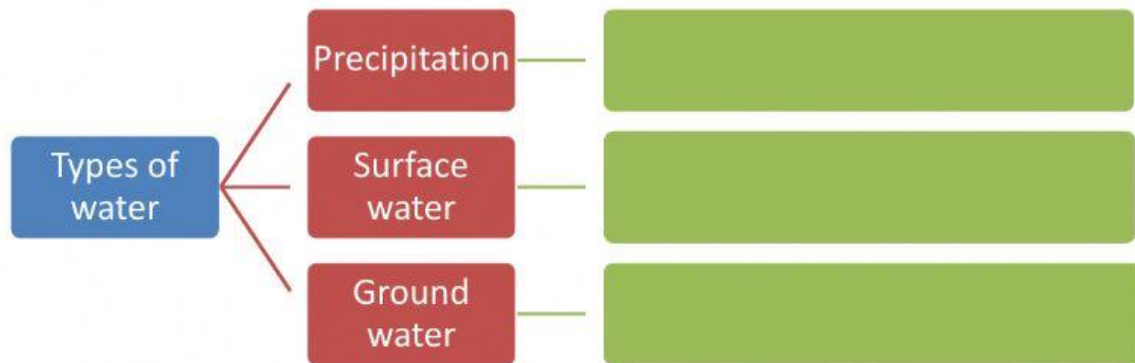 Precipitation
Types of
water
Surface
water
Ground
water